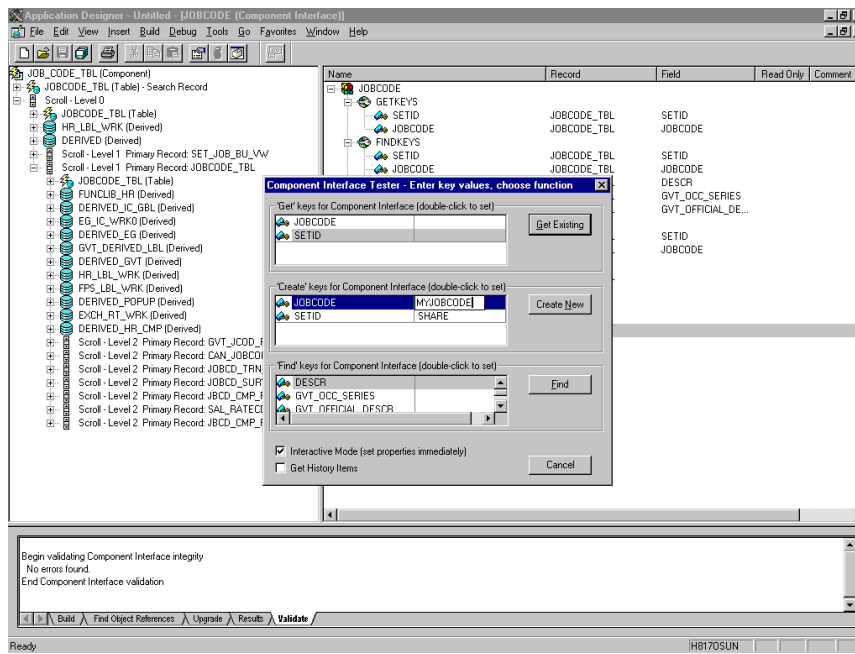 Application Designer - Untitled - [JOBCODE (Component Interface)]
File Edit View Insert Build Debug Tools Go Favorites Window Help
JOB_CODE_TBL (Component)
JOBCODE_TBL (Table) - Search Record
Scroll - Level 0
JOBCODE_TBL (Table)
HR_LBL_WRK (Derived)
DERIVED (Derived)
Scroll - Level 1 Primary Record: SET_JOB_BU_VW
Scroll - Level 1 Primary Record: JOBCODE_TBL
JOBCODE_TBL (Table)
FUNCLIB_HR (Derived)
DERIVED_IC_GBL (Derived)
EG_IC_WRK0 (Derived)
DERIVED_EG (Derived)
GVT_DERIVED_LBL (Derived)
HR_LBL_WRK (Derived)
FPS_LBL_WRK (Derived)
DERIVED_POPUP (Derived)
EXCH_RT_WRK (Derived)
DERIVED_HR_CMP (Derived)
Scroll - Level 2 Primary Record: GVT_JCOD_
Scroll - Level 2 Primary Record: CAN_JOBCO
Scroll - Level 2 Primary Record: JOBCD_TRN_
Scroll - Level 2 Primary Record: JOBCD_SUR
Scroll - Level 2 Primary Record: JBCD_CMP_
Scroll - Level 2 Primary Record: SAL_RATEC
Scroll - Level 2 Primary Record: JBCD_CMP_
Name Record Field Read Only Comment
JOBCODE
GETKEYS
SETID JOBCODE_TBL SETID
JOBCODE JOBCODE_TBL JOBCODE
FINDKEYS
SETID JOBCODE_TBL SETID
JOBCODE JOBCODE_TBL JOBCODE
DESCR
GVT_OCC_SERIES
GVT_OFFICIAL_DE...
SETID
JOBCODE
Component Interface Tester - Enter key values, choose function
'Get' keys for Component Interface (double-click to set)
JOBCODE
SETID
Get Existing
'Create' keys for Component Interface (double-click to set)
JOBCODE MYJOBCODE
SETID SHARE
Create New
'Find' keys for Component Interface (double-click to set)
DESCR
GVT_OCC_SERIES
GVT_OFFICIAL_DESCR
Find
Interactive Mode (set properties immediately)
Get History Items
Cancel
Begin validating Component Interface integrity
No errors found.
End Component Interface validation
Build Find Object References Upgrade Results Validate
Ready H8170SUN